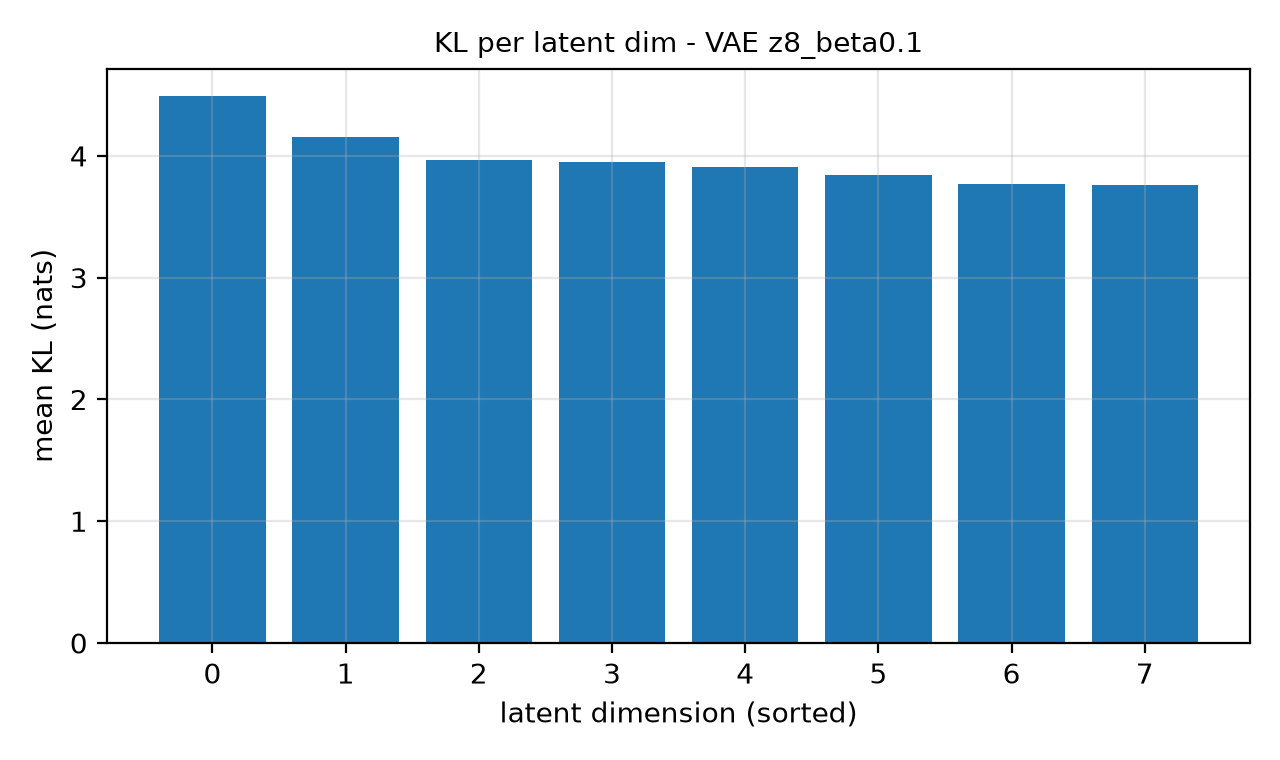 KL per latent dim - VAE z8_beta0.1
mean KL (nats)
4
3
2
1
0
0 1 2 3 4 5 6 7
latent dimension (sorted)